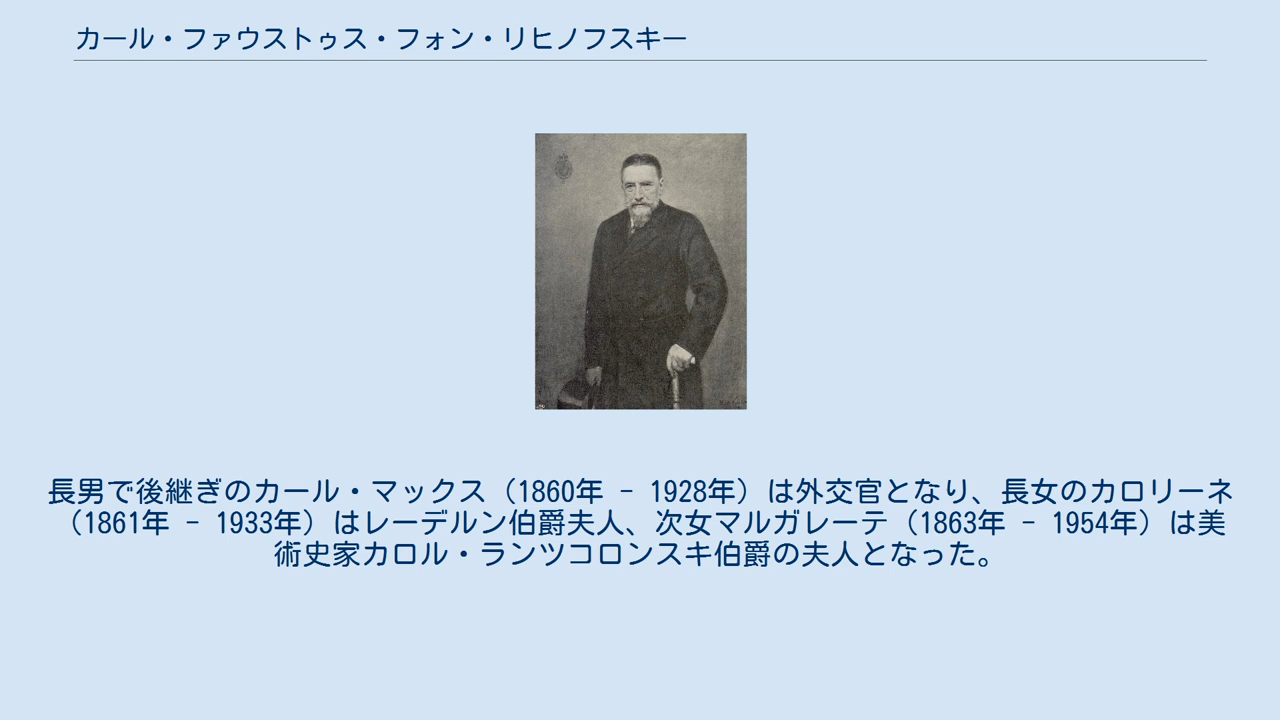 カール・ファウストゥス・フォン・リヒノフスキー
長男で後継ぎのカール・マックス（1860年 - 1928年）は外交官となり、長女のカロリーネ
（1861年 - 1933年）はレーデルン伯爵夫人、次女マルガレーテ（1863年 - 1954年）は美
術史家カロル・ランツコロンスキ伯爵の夫人となった。